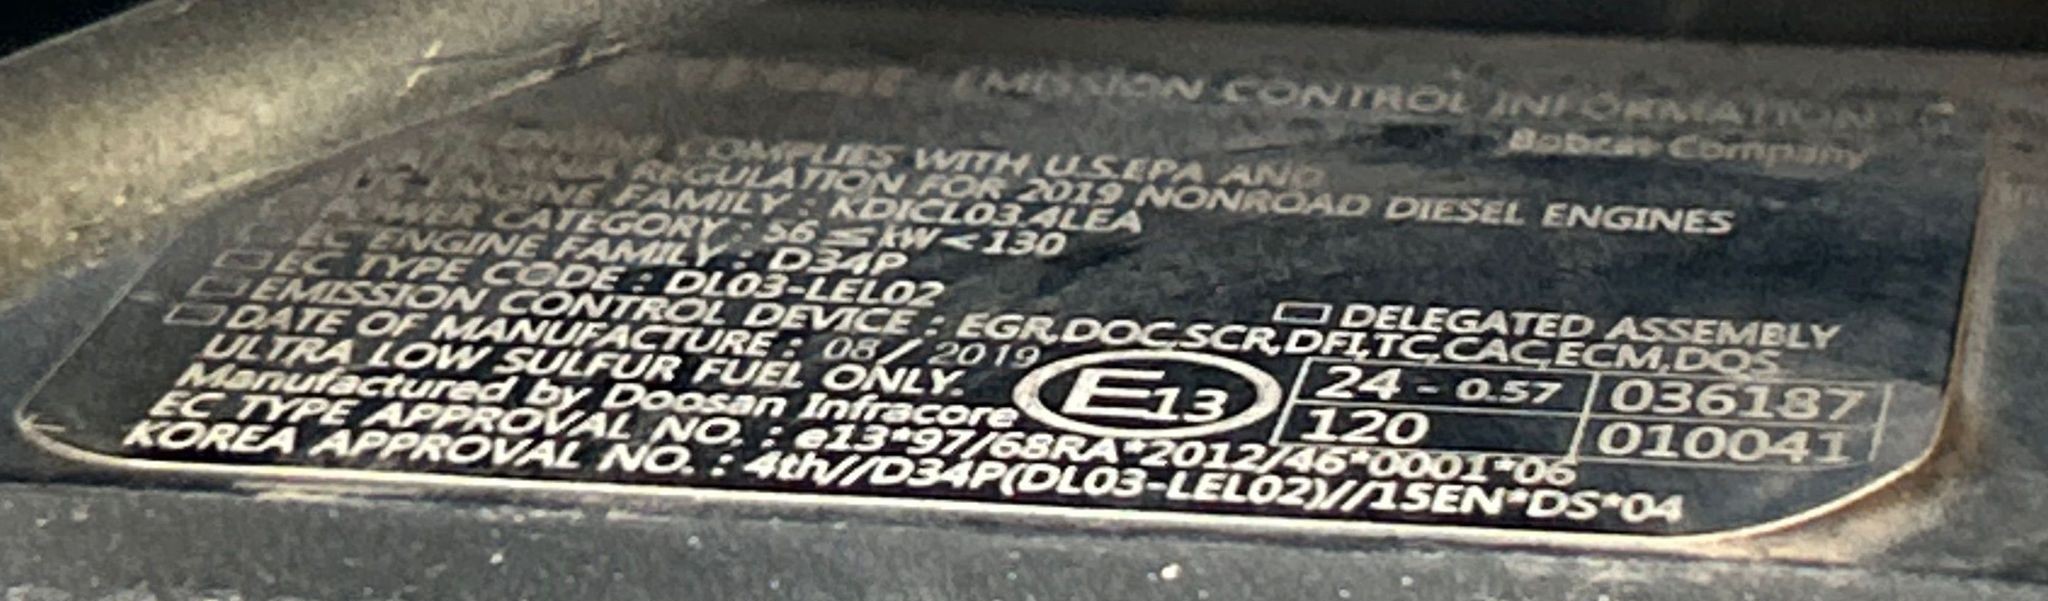 EMISSION CONTROL INFORMATION
Bobcat Company
ENGINE COMPLIES WITH U.S.EPA AND
REGULATION FOR 2019 NONROAD DIESEL ENGINES
ENGINE FAMILY : KDICL03.4LEA
POWER CATEGORY : 56 ≤ kW < 130
EC ENGINE FAMILY : D34P
EC TYPE CODE : DL03-LEL02
DELEGATED ASSEMBLY
EMISSION CONTROL DEVICE : EGR,DOC,SCR,DFI,TC,CAC,ECM,DOS
DATE OF MANUFACTURE : 08/2019
ULTRA LOW SULFUR FUEL ONLY.
Manufactured by Doosan Infracore
E13
24 - 0.57 036187
120 010041
EC TYPE APPROVAL NO. : e13*97/68RA*2012/46*0001*06
KOREA APPROVAL NO. : 4th//D34P(DL03-LEL02)//15EN*DS*04